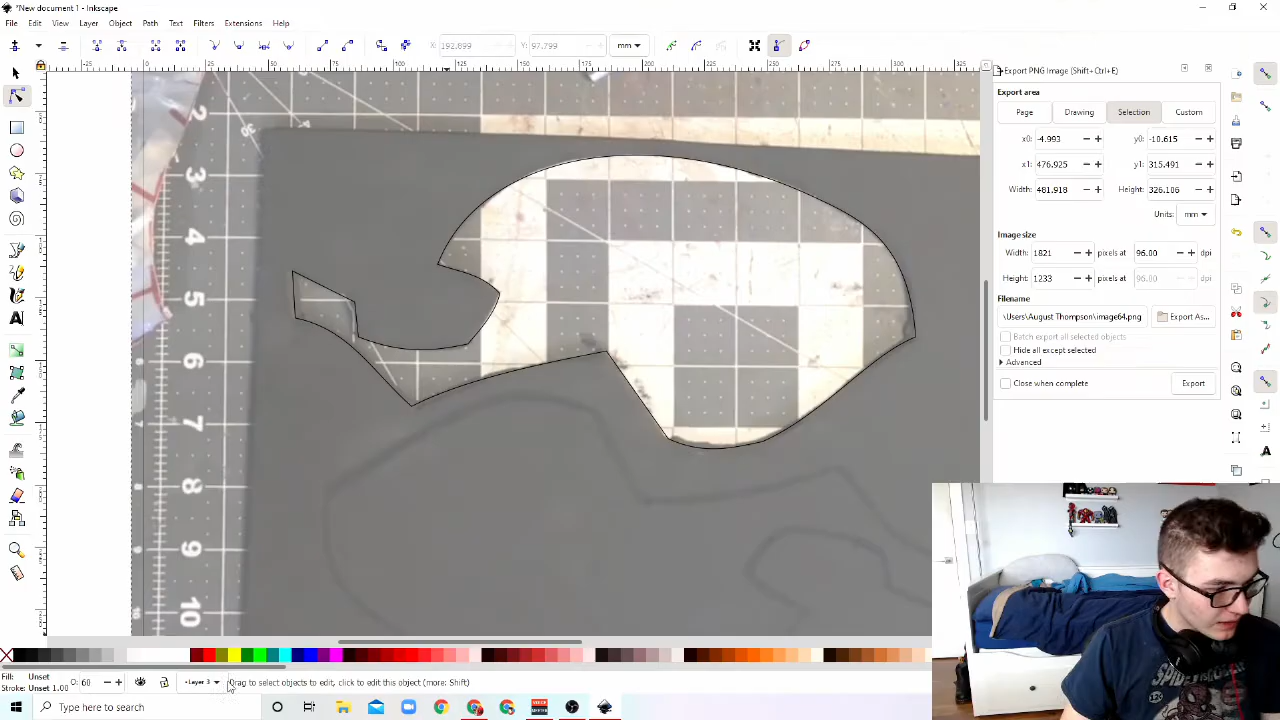 *New document 1 - Inkscape
File Edit View Layer Object Path Text Filters Extensions Help
X: 192.899 Y: 97.799 mm
Export PNG Image (Shift+Ctrl+E)
Export area
Page Drawing Selection Custom
x0: -4.993 y0: -10.615
x1: 476.925 y1: 315.491
Width: 481.918 Height: 326.106
Units: mm
Image size
Width: 1821 pixels at 96.00 dpi
Height: 1233 pixels at 96.00 dpi
Filename
\Users\August Thompson\image64.png Export As...
Batch export all selected objects
Hide all except selected
Advanced
Close when complete Export
2
3
4
5
6
7
8
9
10
Fill: Unset
Stroke: Unset 1.00
O: 60
Layer 3
Drag to select objects to edit, click to edit this object (more: Shift)
Type here to search